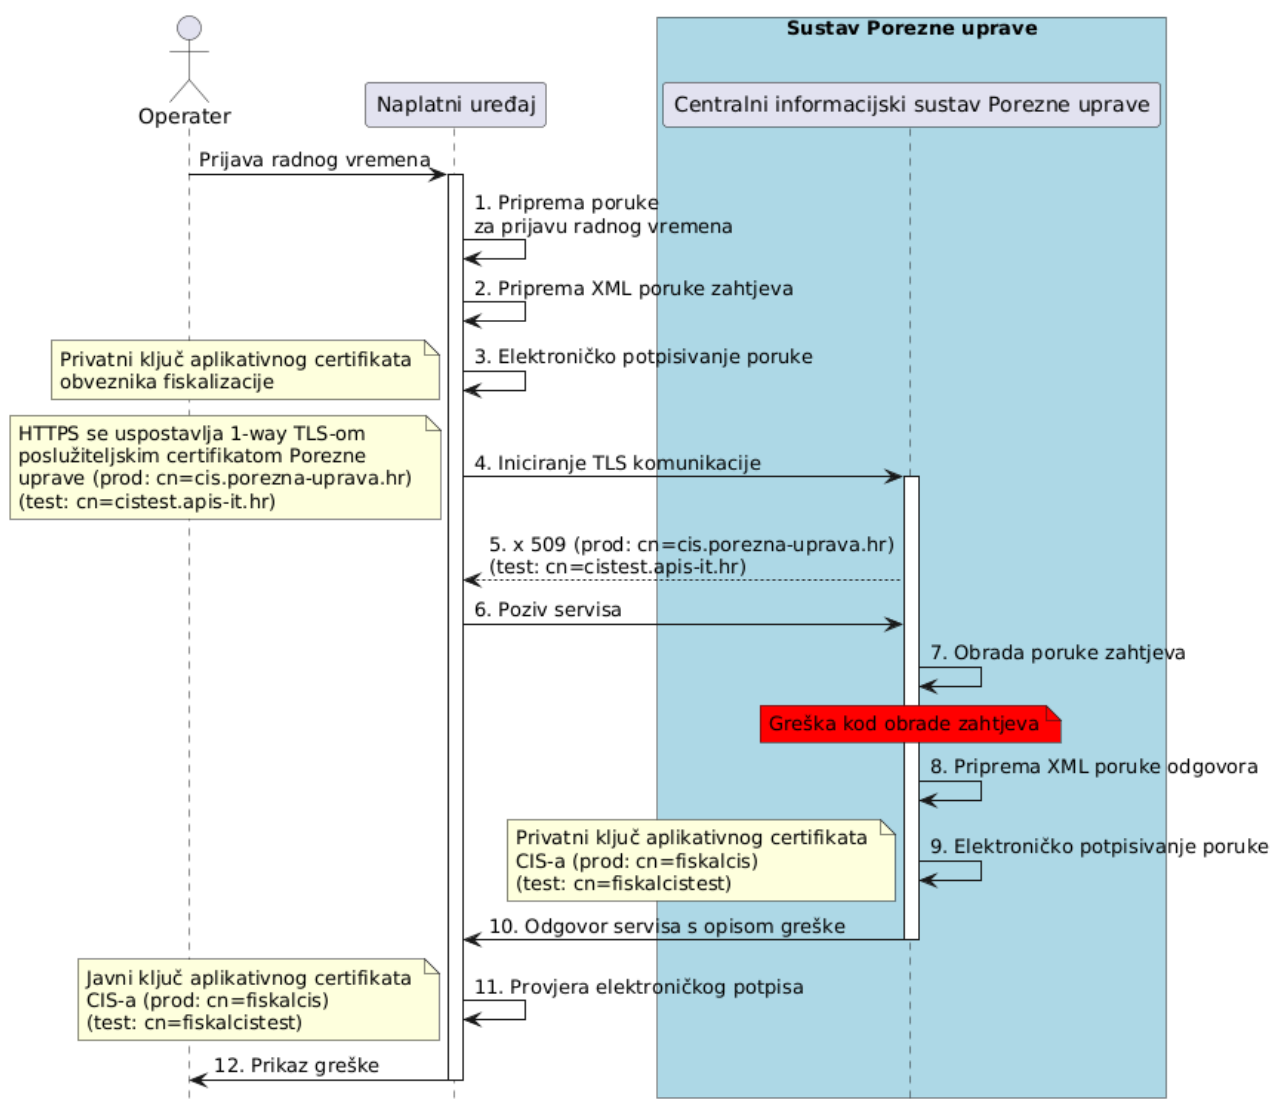 Sustav Porezne uprave
Operater
Naplatni uređaj
Centralni informacijski sustav Porezne uprave
Prijava radnog vremena
1. Priprema poruke
za prijavu radnog vremena
2. Priprema XML poruke zahtjeva
Privatni ključ aplikativnog certifikata
obveznika fiskalizacije
3. Elektroničko potpisivanje poruke
HTTPS se uspostavlja 1-way TLS-om
poslužiteljskim certifikatom Porezne
uprave (prod: cn=cis.porezna-uprava.hr)
(test: cn=cistest.apis-it.hr)
4. Iniciranje TLS komunikacije
5. x 509 (prod: cn=cis.porezna-uprava.hr)
(test: cn=cistest.apis-it.hr)
6. Poziv servisa
7. Obrada poruke zahtjeva
Greška kod obrade zahtjeva
8. Priprema XML poruke odgovora
Privatni ključ aplikativnog certifikata
CIS-a (prod: cn=fiskalcis)
(test: cn=fiskalcistest)
9. Elektroničko potpisivanje poruke
10. Odgovor servisa s opisom greške
Javni ključ aplikativnog certifikata
CIS-a (prod: cn=fiskalcis)
(test: cn=fiskalcistest)
11. Provjera elektroničkog potpisa
12. Prikaz greške